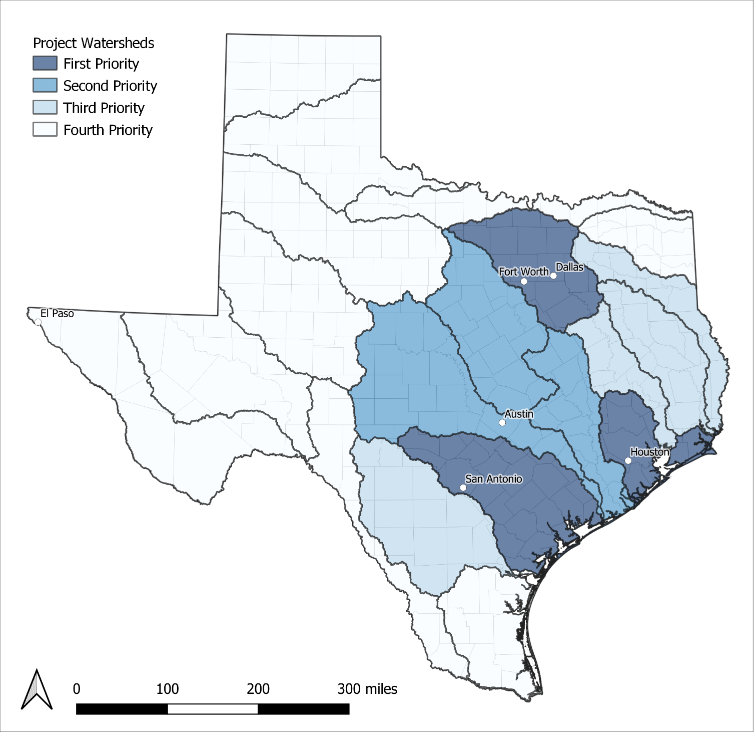 Project Watersheds
First Priority
Second Priority
Third Priority
Fourth Priority
Fort Worth
Dallas
El Paso
Austin
Houston
San Antonio
0 100 200 300 miles